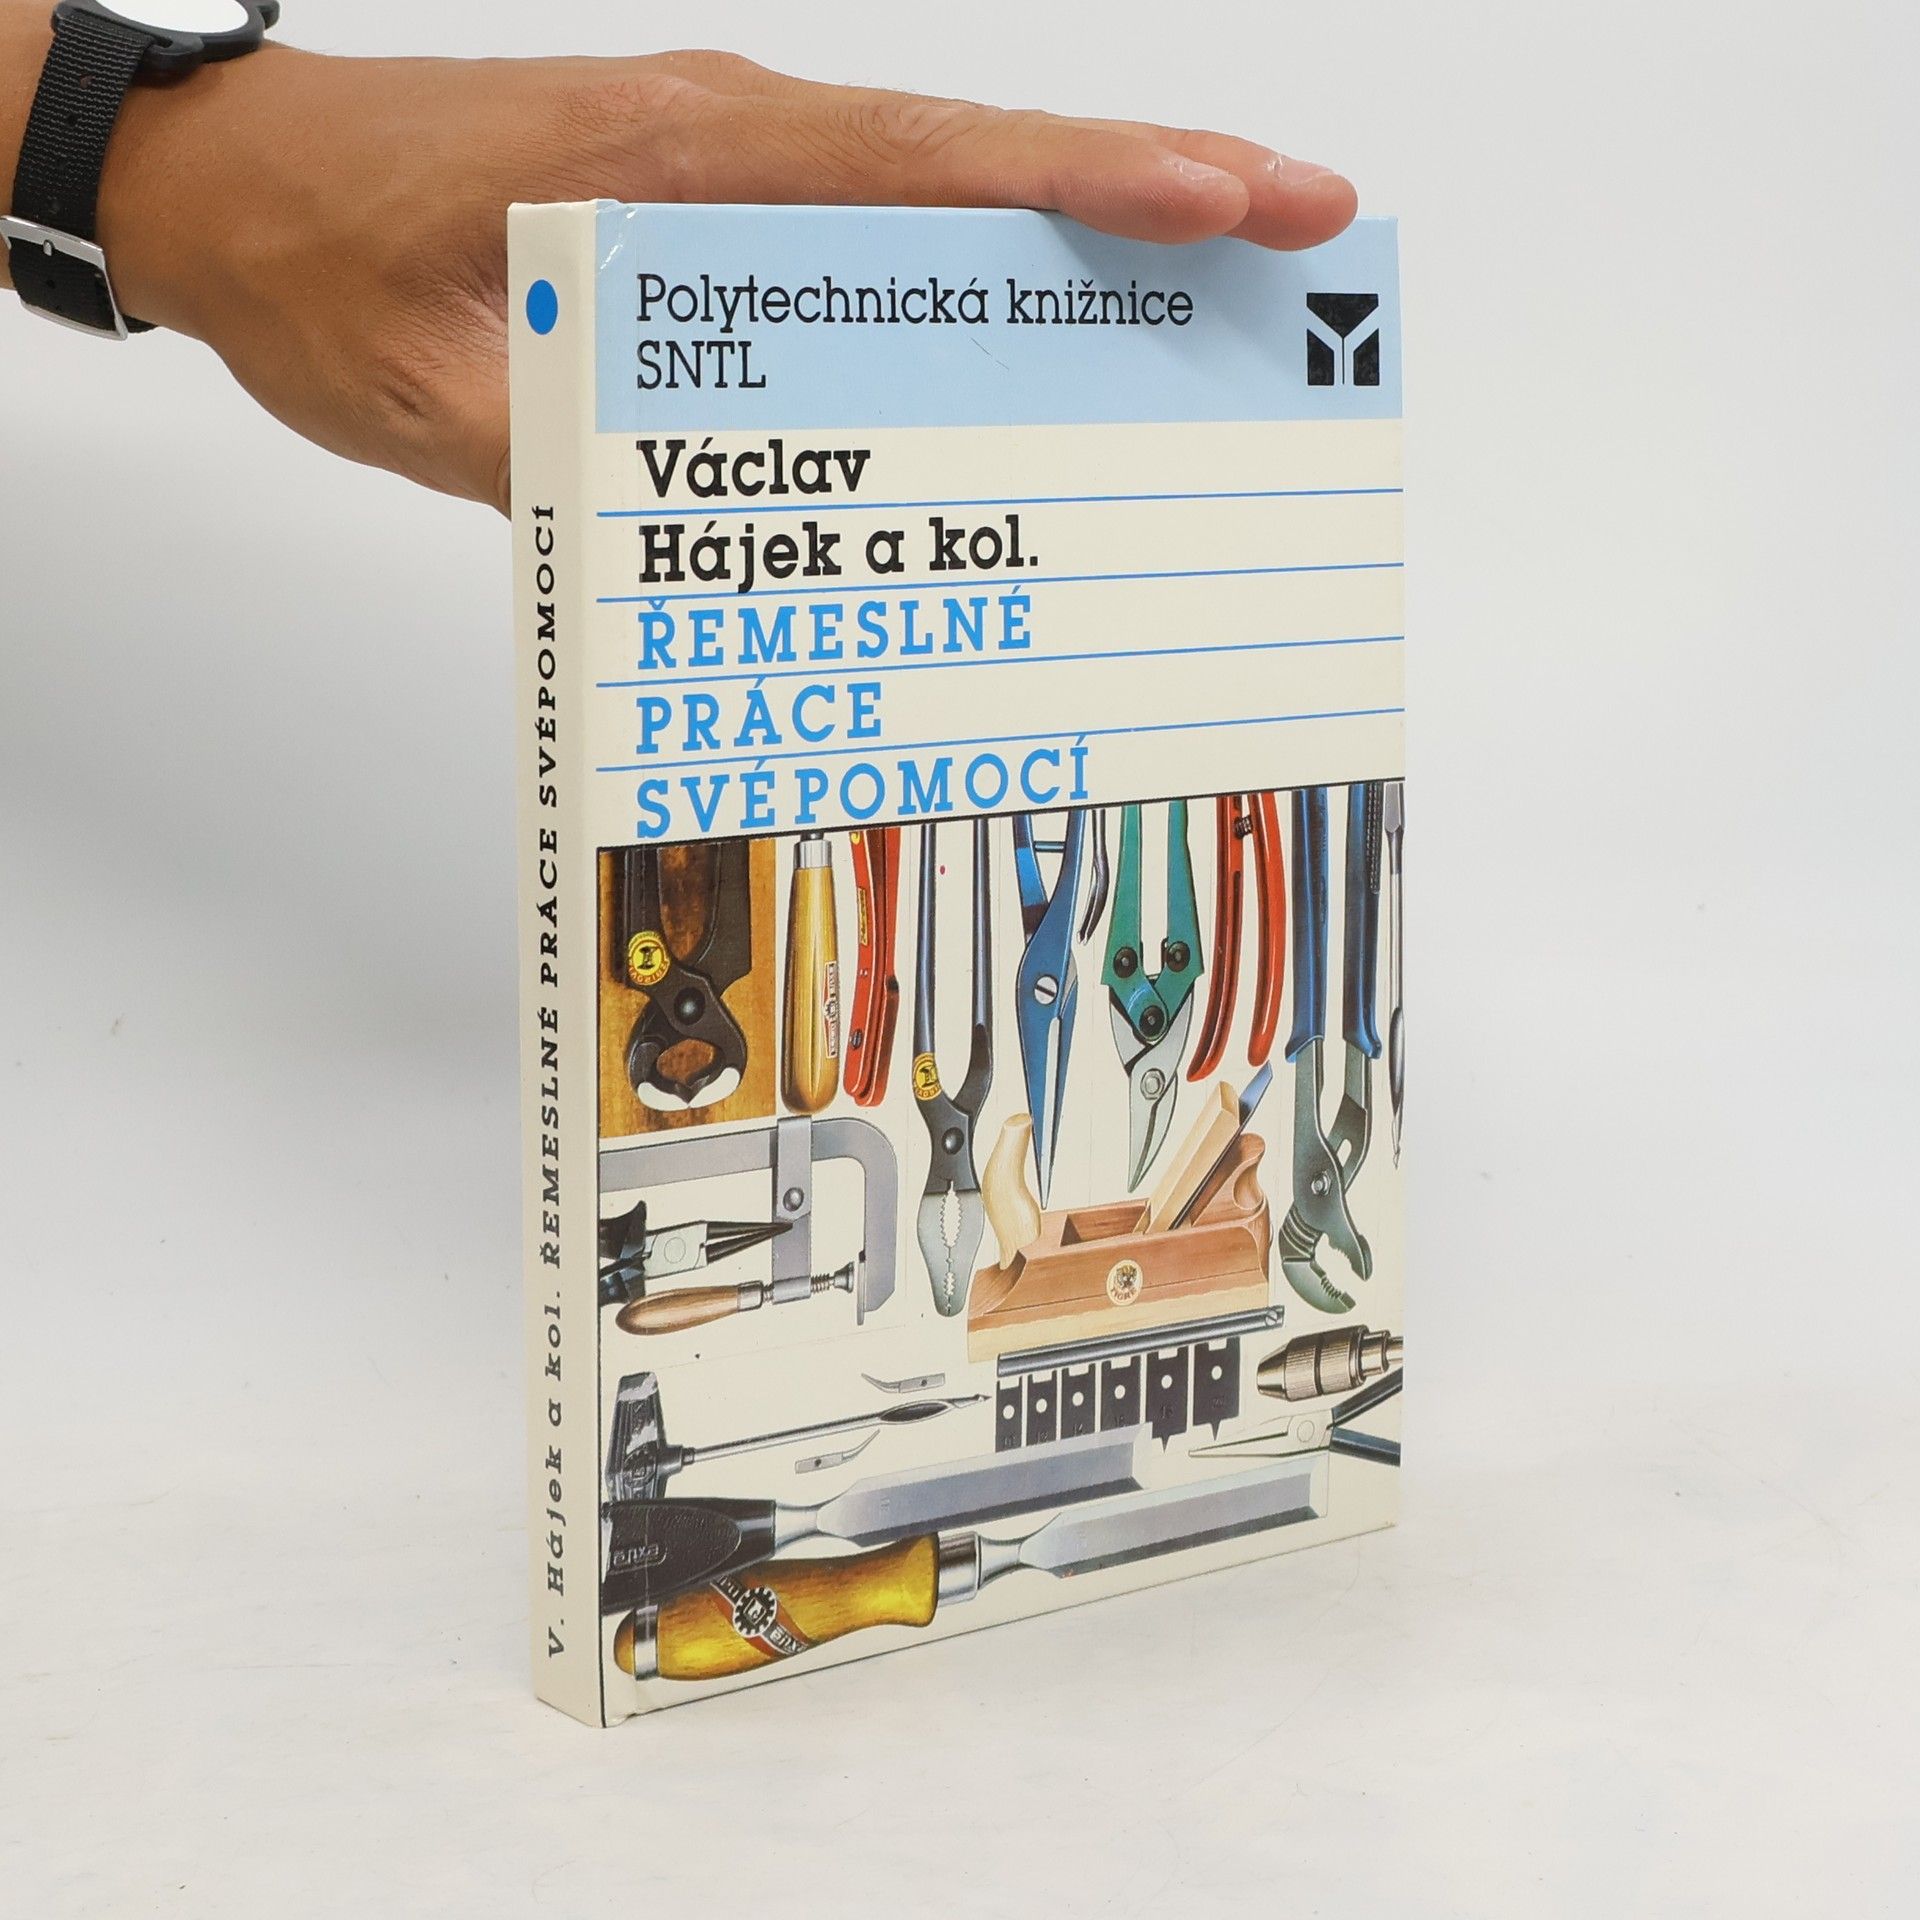 Polytechnická knižnice
SNTL
Václav
Hájek a kol.
ŘEMESLNÉ
PRÁCE
SVÉPOMOCÍ
V. Hájek a kol. ŘEMESLNÉ PRÁCE SVÉPOMOCÍ